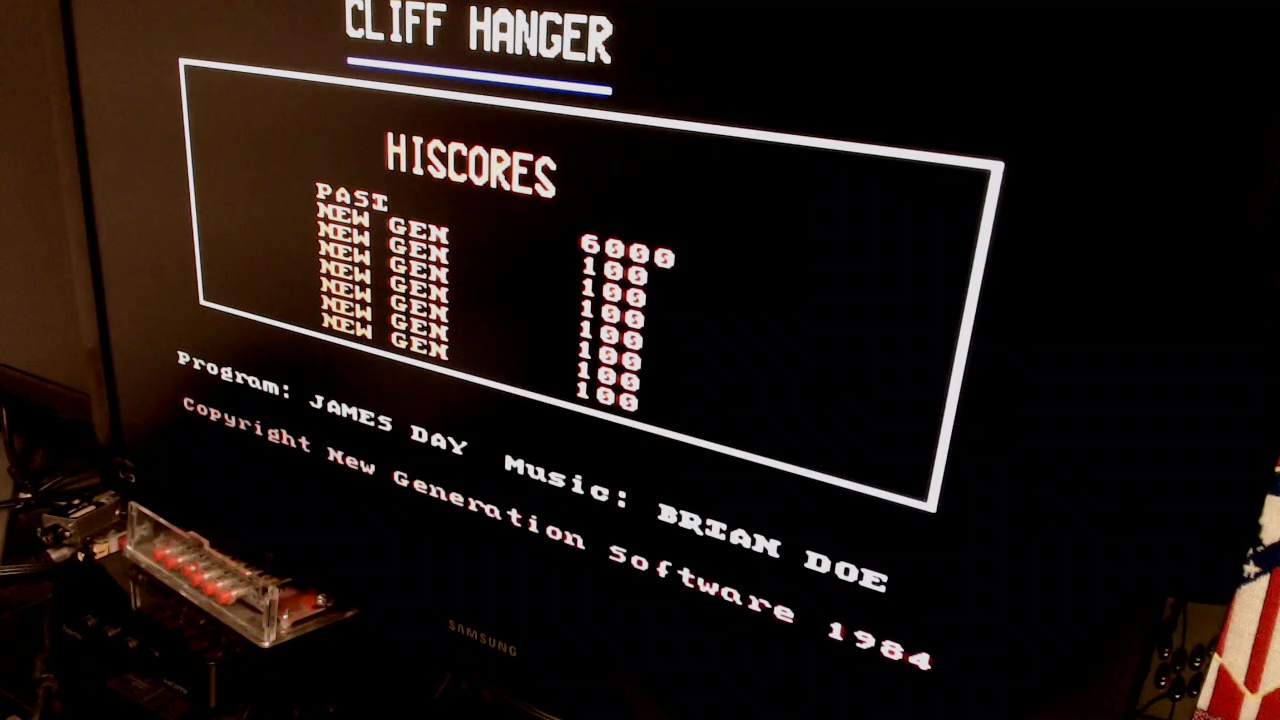 CLIFF HANGER
HISCORES
PASI 6000
NEW GEN 100
NEW GEN 100
NEW GEN 100
NEW GEN 100
NEW GEN 100
NEW GEN 100
NEW GEN 100
Program: JAMES DAY Music: BRIAN DOE
Copyright New Generation Software 1984
SAMSUNG